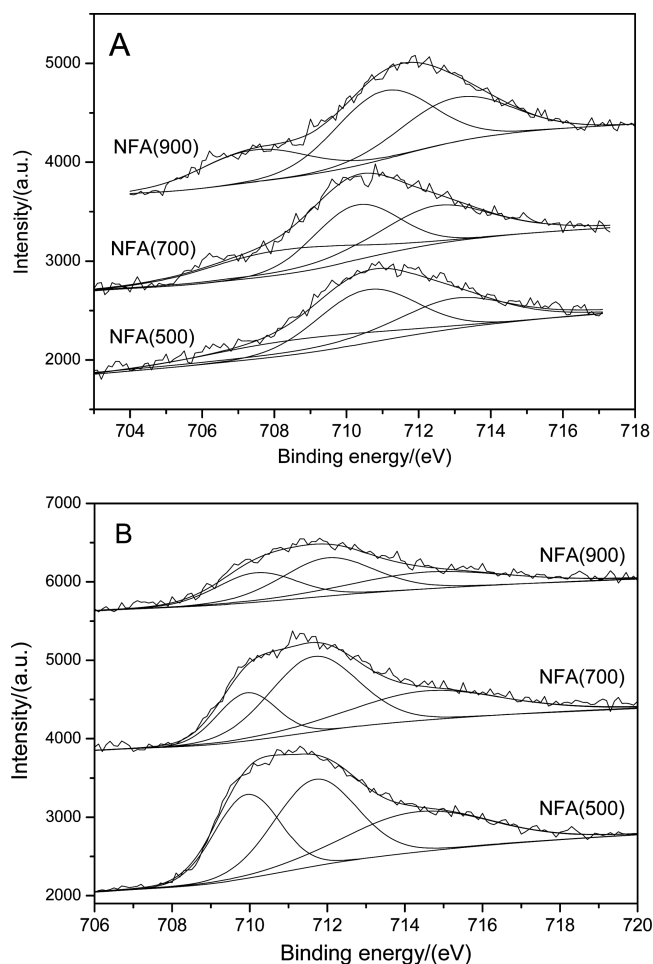 A
5000
4000
3000
2000
Intensity/(a.u.)
NFA(900)
NFA(700)
NFA(500)
704 706 708 710 712 714 716 718
Binding energy/(eV)
B
7000
6000
5000
4000
3000
2000
Intensity/(a.u.)
NFA(900)
NFA(700)
NFA(500)
706 708 710 712 714 716 718 720
Binding energy/(eV)